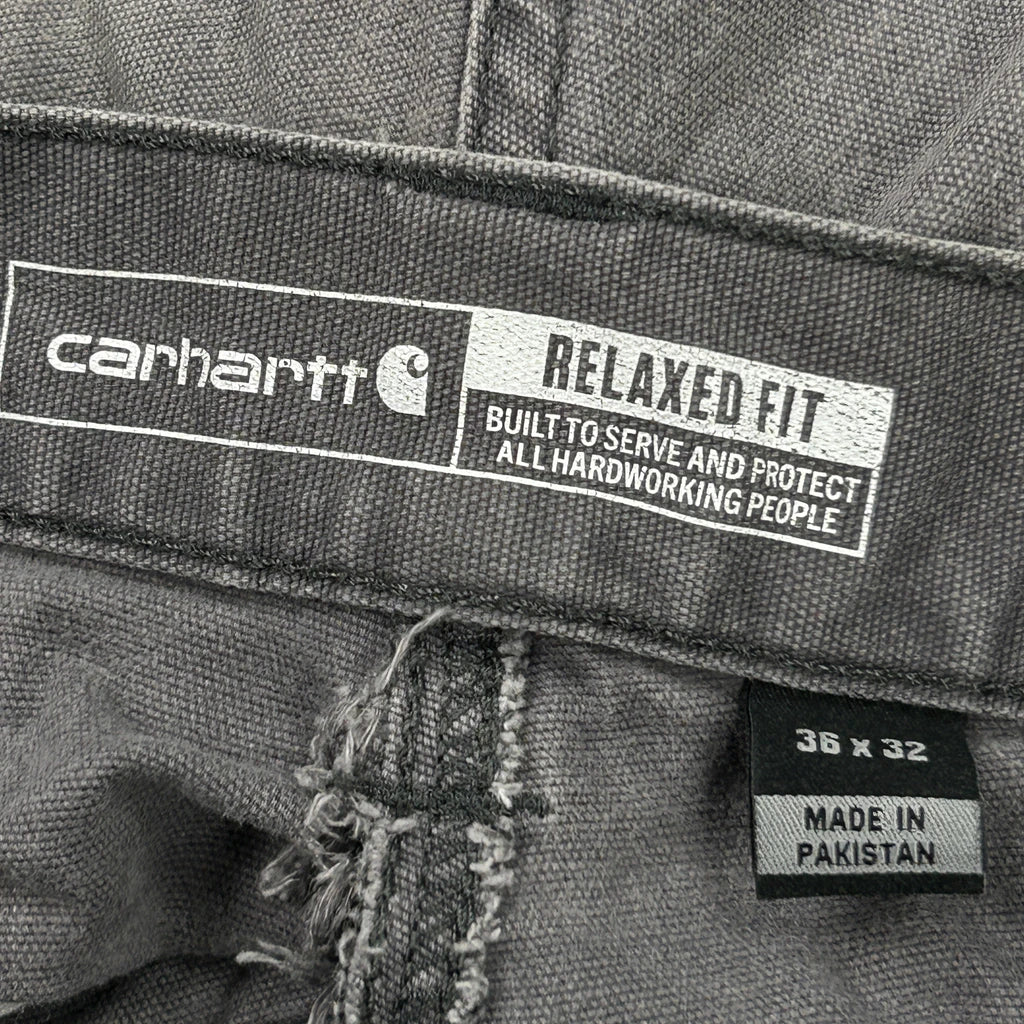 carhartt
RELAXED FIT
BUILT TO SERVE AND PROTECT
ALL HARDWORKING PEOPLE
36 x 32
MADE IN
PAKISTAN